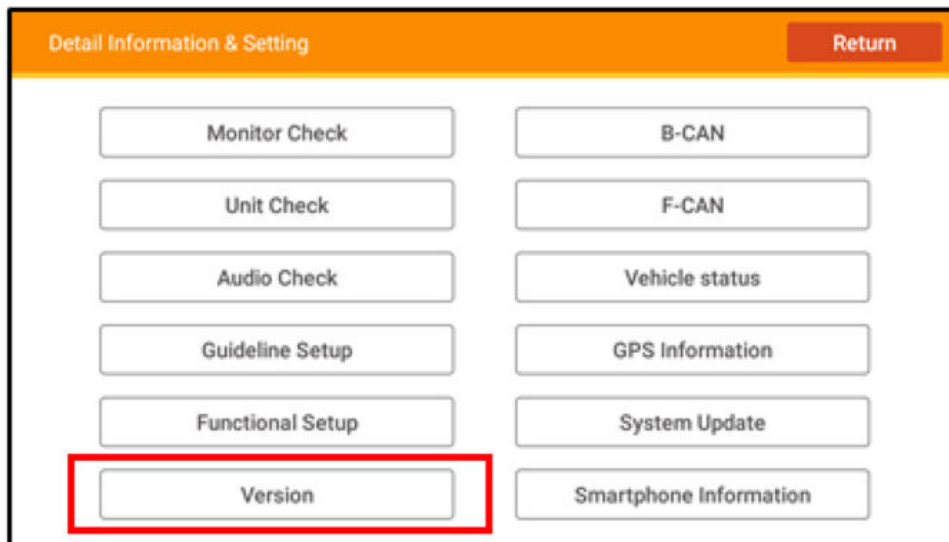 Detail Information & Setting
Return
Monitor Check
B-CAN
Unit Check
F-CAN
Audio Check
Vehicle status
Guideline Setup
GPS Information
Functional Setup
System Update
Version
Smartphone Information